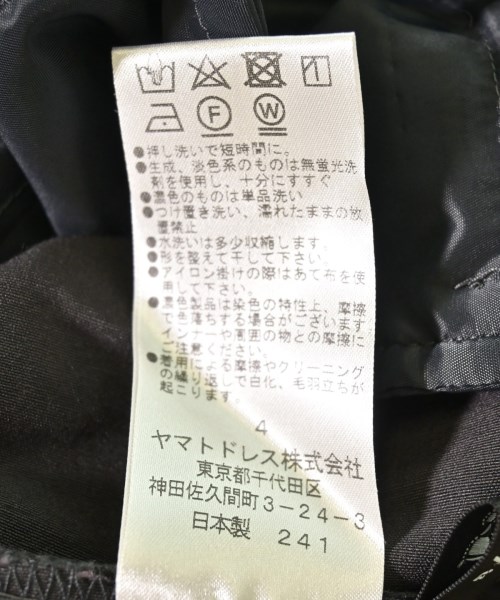 F W
●押し洗いで短時間に。
●生成、淡色系のものは無蛍光洗
剤を使用し、十分にすすぐ
●濃色のものは単品洗い
●つけ置き洗い、濡れたままの放
置禁止
●水洗いは多少収縮します。
●形を整えて干して下さい。
●アイロン掛けの際はあて布を使
用して下さい。
●濃色製品は染色の特性上、摩擦
で色落ちする場合がございます
インナーや周囲の物との摩擦に
ご注意ください。
●ご着用による摩擦やクリーニング
の繰り返しで白化、毛羽立ちが
起こります。
4
ヤマトドレス株式会社
東京都千代田区
神田佐久間町3-24-3
日本製 241